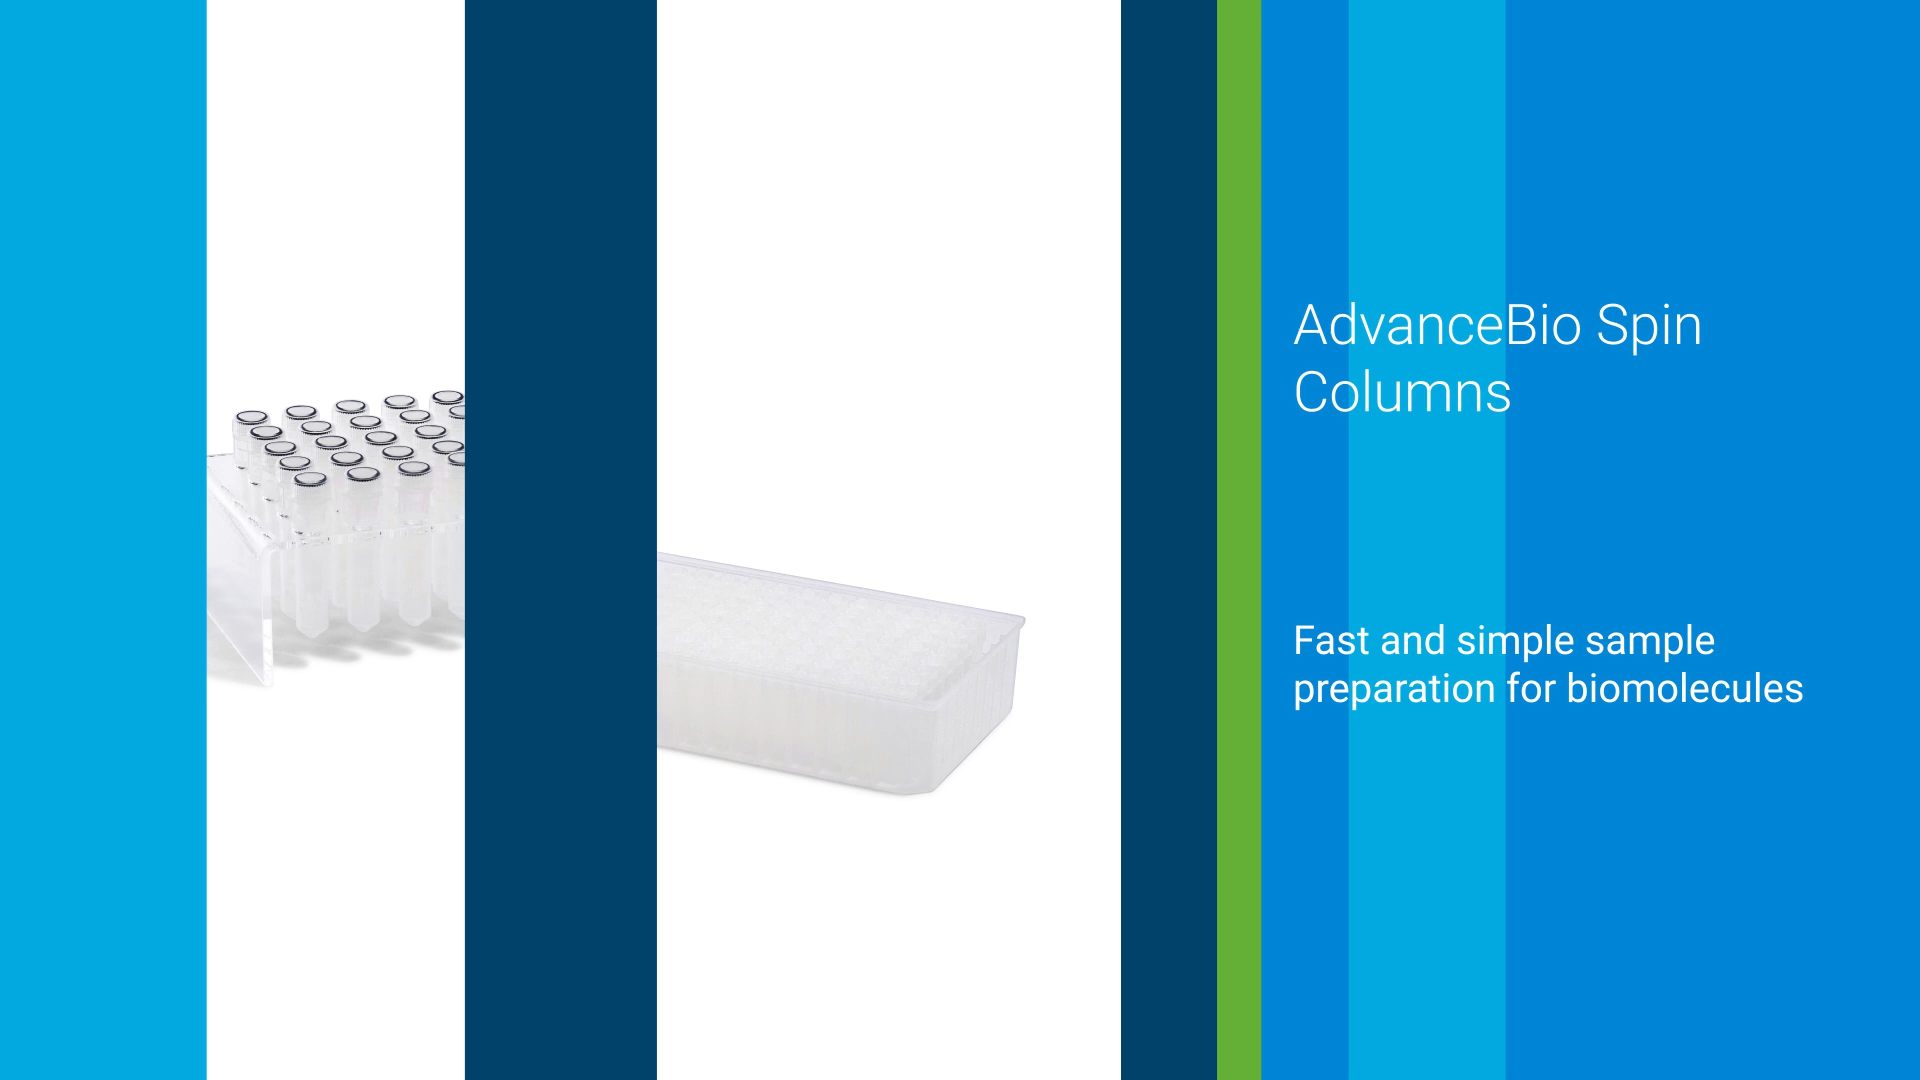 AdvanceBio Spin
Columns
Fast and simple sample
preparation for biomolecules